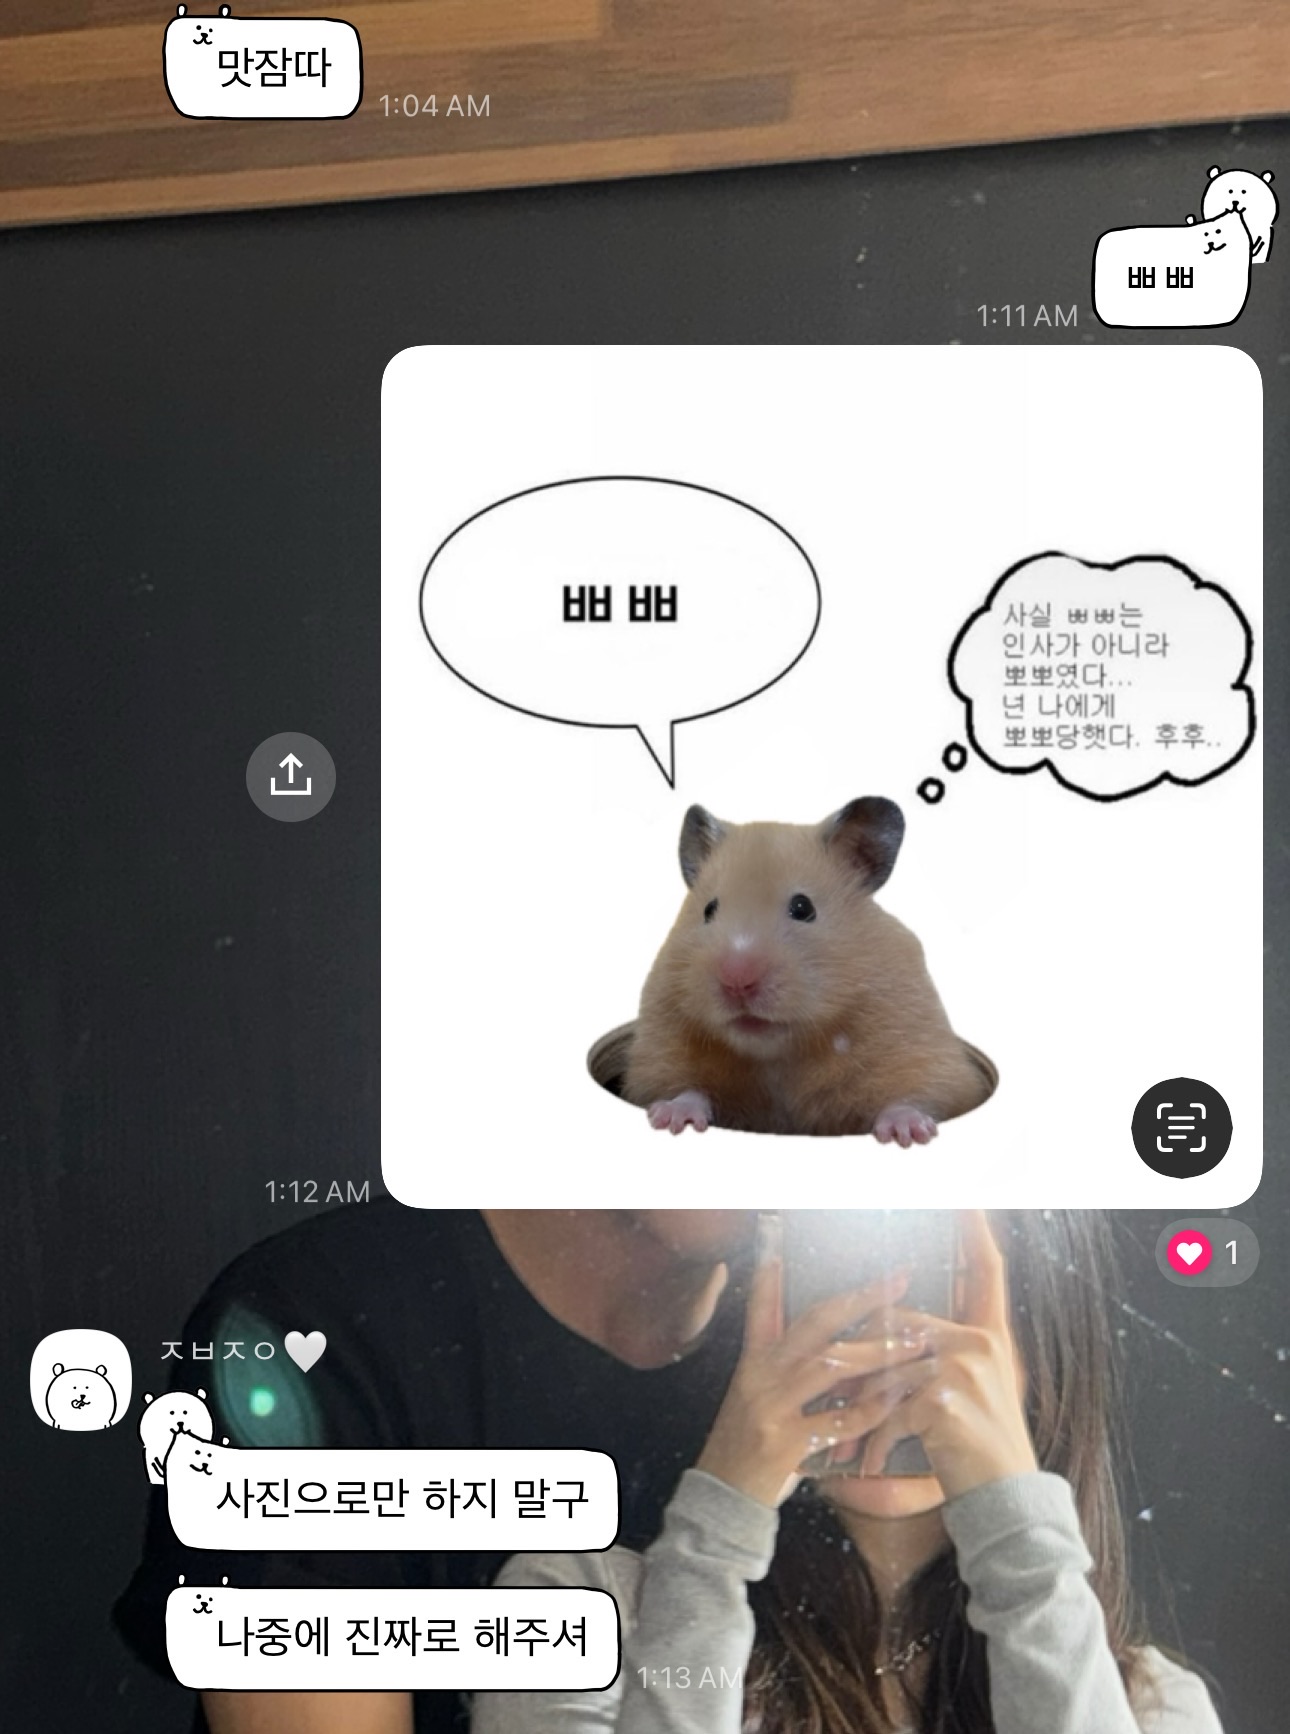 맛잠따
1:04 AM
ㅃㅃ
1:11 AM
ㅃㅃ
사실 ㅃㅃ는
인사가 아니라
뽀뽀였다...
넌 나에게
뽀뽀당햇다. 후후..
1:12 AM
1
ㅈㅂㅈㅇ🤍
사진으로만 하지 말구
나중에 진짜로 해주셔
1:13 AM